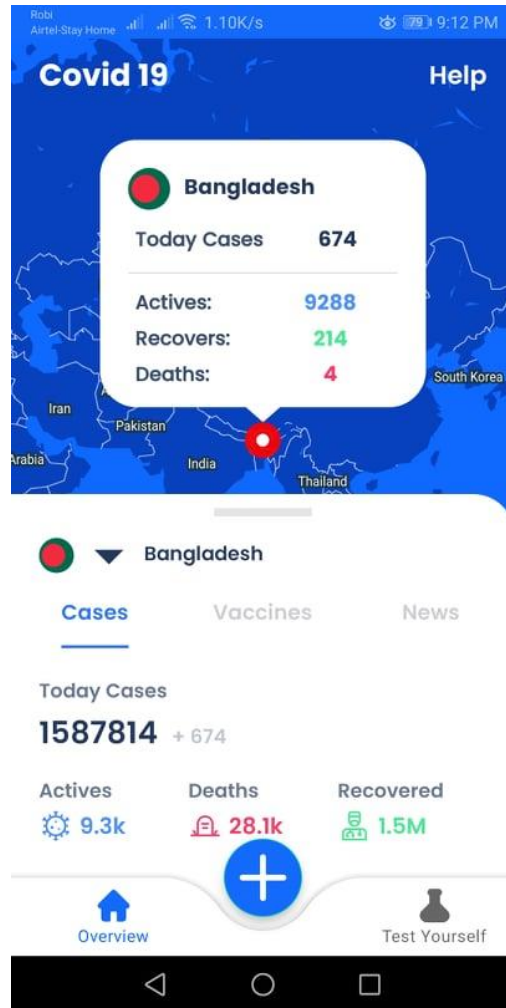 Robi
Airtel-Stay Home 1.10K/s 79 9:12 PM
Covid 19 Help
Bangladesh
Today Cases 674
Actives: 9288
Recovers: 214
Deaths: 4
South Korea
Iran
Pakistan
Arabia
India
Thailand
Bangladesh
Cases Vaccines News
Today Cases
1587814 + 674
Actives Deaths Recovered
9.3k 28.1k 1.5M
Overview Test Yourself